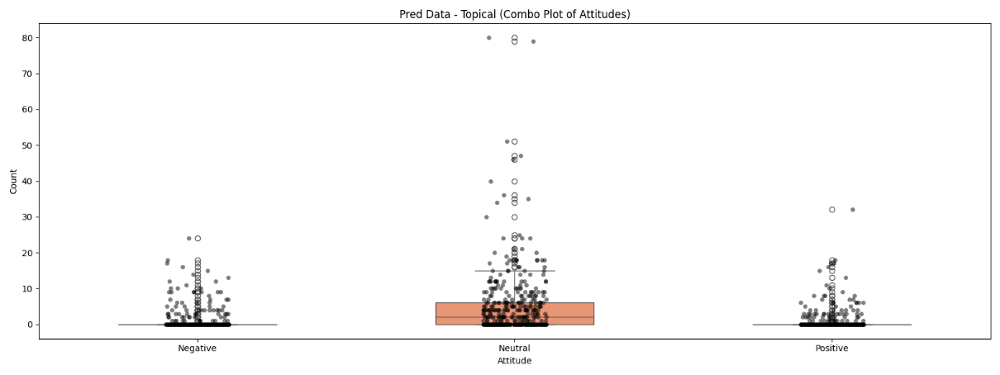 Pred Data - Topical (Combo Plot of Attitudes)
80
70
60
50
40
30
20
10
0
Count
Negative
Neutral
Positive
Attitude